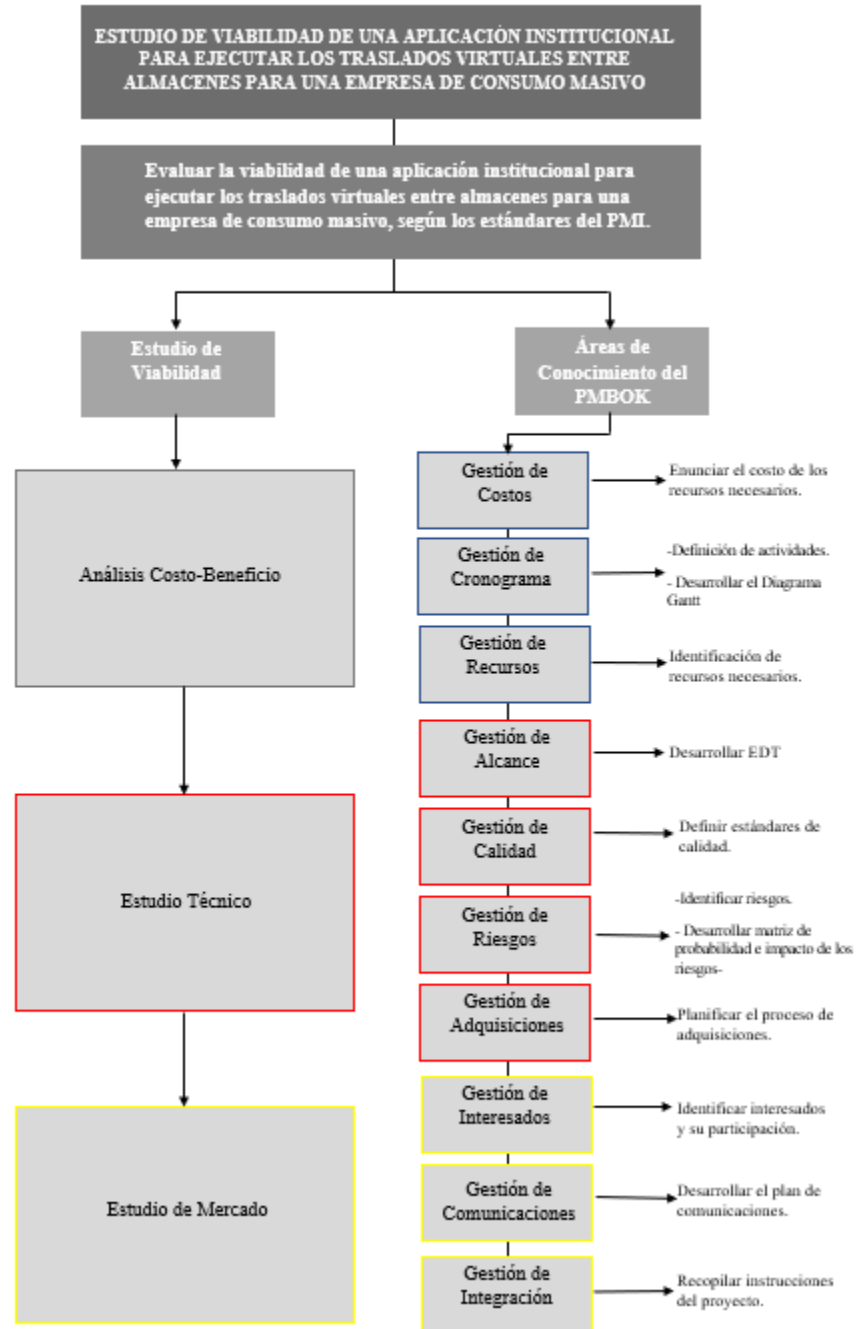 ESTUDIO DE VIABILIDAD DE UNA APLICACIÓN INSTITUCIONAL
PARA EJECUTAR LOS TRASLADOS VIRTUALES ENTRE
ALMACENES PARA UNA EMPRESA DE CONSUMO MASIVO
Evaluar la viabilidad de una aplicación institucional para
ejecutar los traslados virtuales entre almacenes para una
empresa de consumo masivo, según los estándares del PMI.
Estudio de
Viabilidad
Áreas de
Conocimiento del
PMBOK
Análisis Costo-Beneficio
Estudio Técnico
Estudio de Mercado
Gestión de
Costos
Enunciar el costo de los
recursos necesarios.
Gestión de
Cronograma
-Definición de actividades.
- Desarrollar el Diagrama
Gantt
Gestión de
Recursos
Identificación de
recursos necesarios.
Gestión de
Alcance
Desarrollar EDT
Gestión de
Calidad
Definir estándares de
calidad.
Gestión de
Riesgos
-Identificar riesgos.
- Desarrollar matriz de
probabilidad e impacto de los
riesgos-
Gestión de
Adquisiciones
Planificar el proceso de
adquisiciones.
Gestión de
Interesados
Identificar interesados
y su participación.
Gestión de
Comunicaciones
Desarrollar el plan de
comunicaciones.
Gestión de
Integración
Recopilar instrucciones
del proyecto.